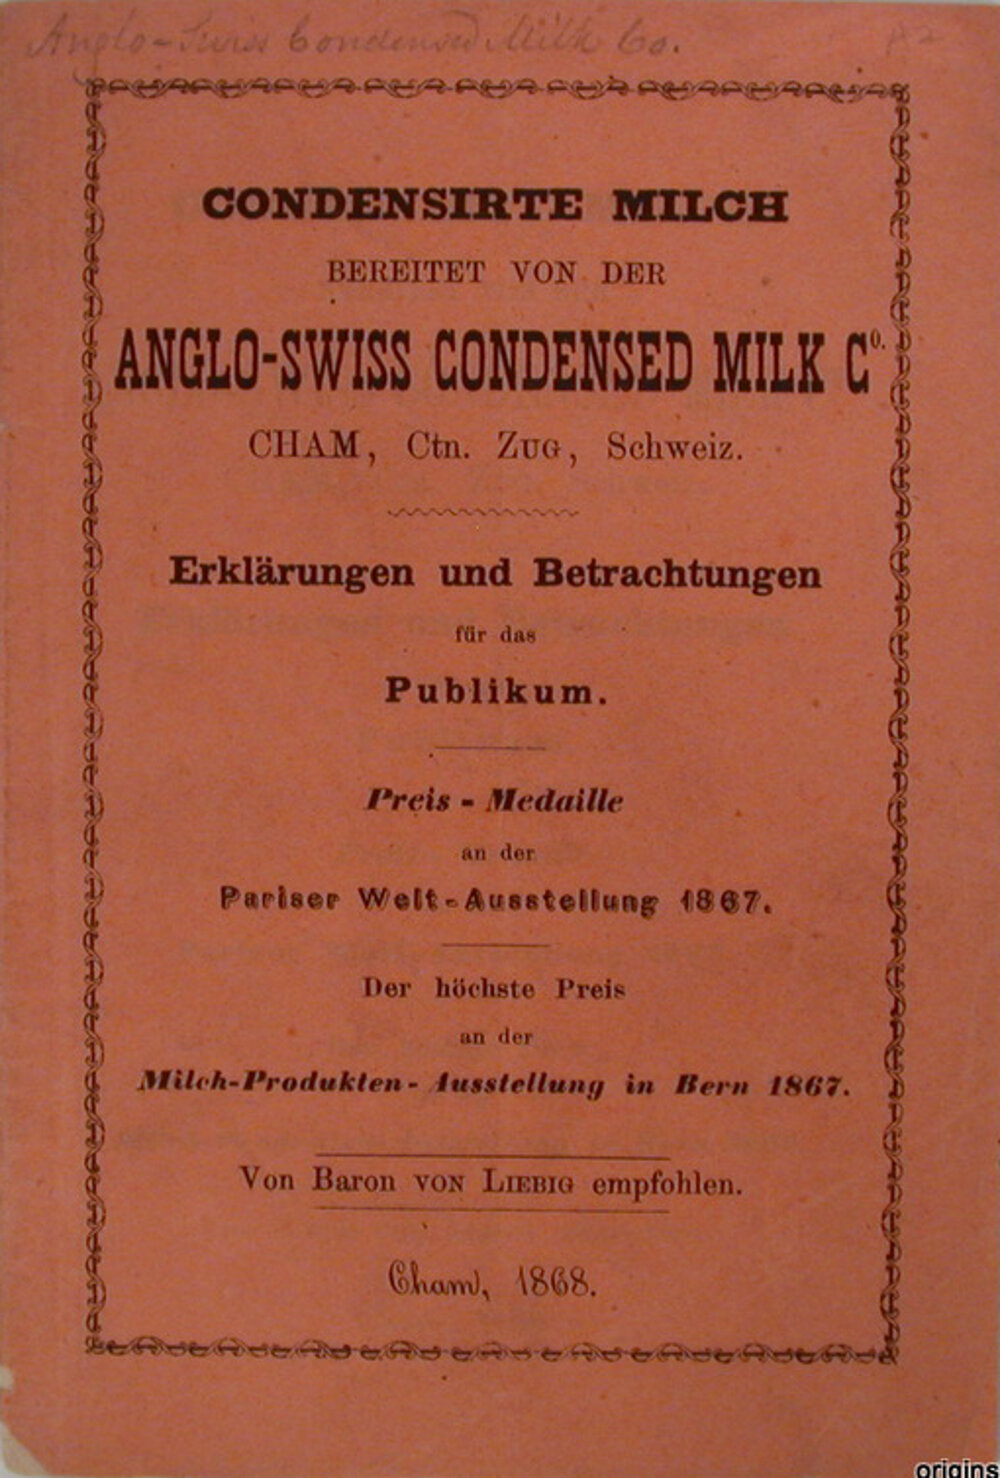 Anglo-Swiss Condensed Milk Co.
CONDENSIRTE MILCH
BEREITET VON DER
ANGLO-SWISS CONDENSED MILK Cº.
CHAM, Ctn. ZUG, Schweiz.
Erklärungen und Betrachtungen
für das
Publikum.
Preis - Medaille
an der
Pariser Welt-Ausstellung 1867.
Der höchste Preis
an der
Milch-Produkten-Ausstellung in Bern 1867.
Von Baron VON LIEBIG empfohlen.
Cham, 1868.
origins